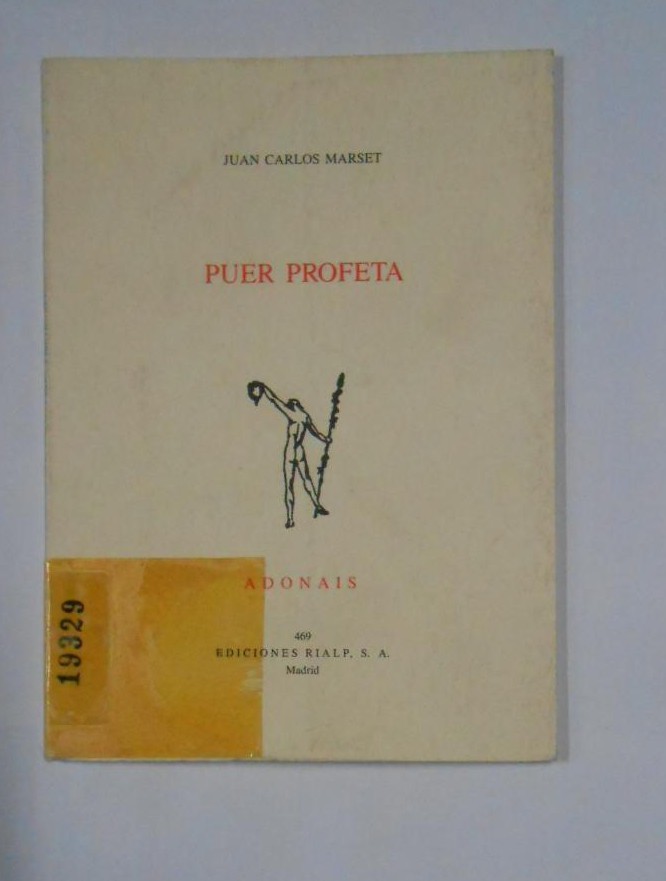 JUAN CARLOS MARSET
PUER PROFETA
ADONAIS
469
EDICIONES RIALP, S. A.
Madrid
19329